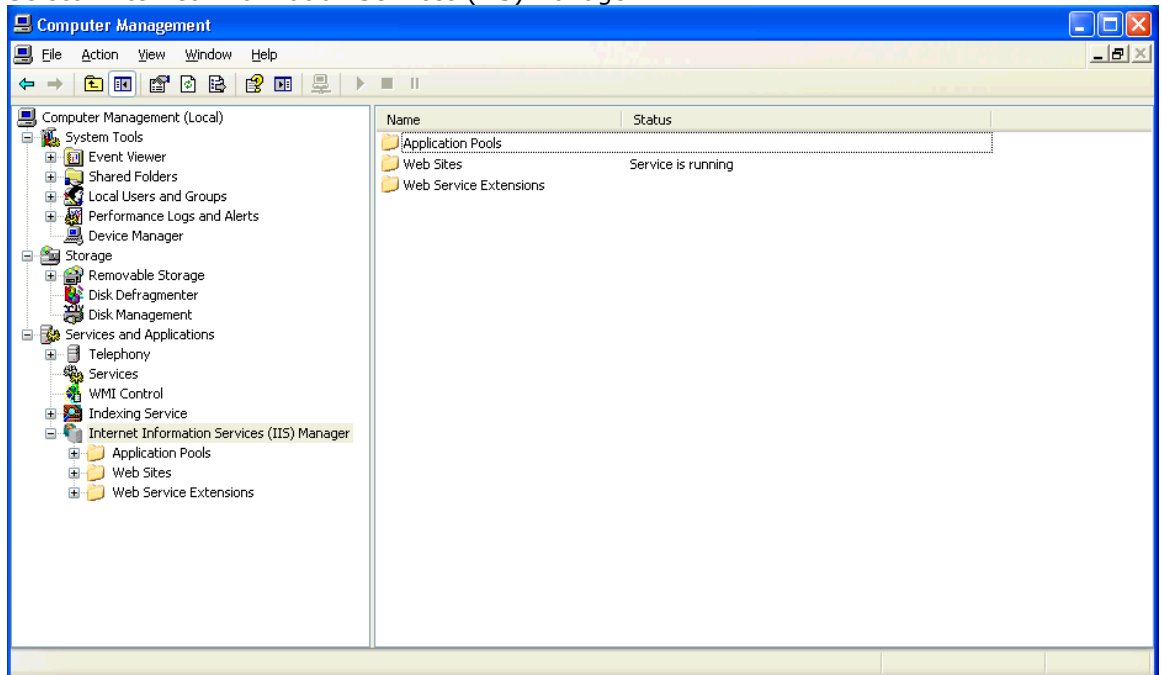 Computer Management
File Action View Window Help
Computer Management (Local)
System Tools
Event Viewer
Shared Folders
Local Users and Groups
Performance Logs and Alerts
Device Manager
Storage
Removable Storage
Disk Defragmenter
Disk Management
Services and Applications
Telephony
Services
WMI Control
Indexing Service
Internet Information Services (IIS) Manager
Application Pools
Web Sites
Web Service Extensions
Name Status
Application Pools
Web Sites Service is running
Web Service Extensions